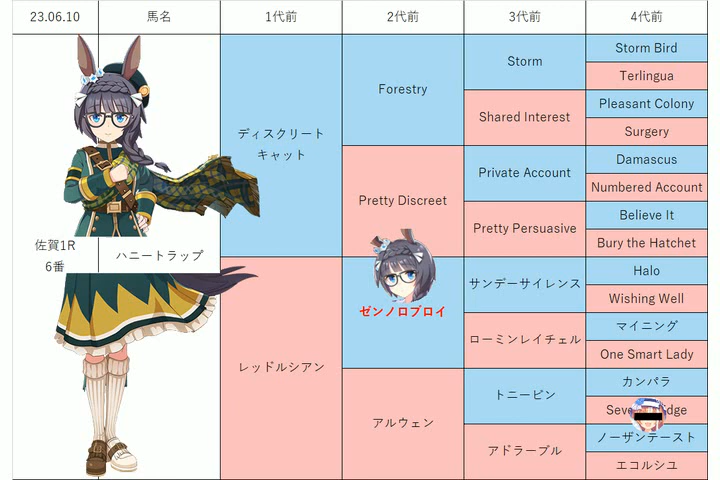 23.06.10 馬名 1代前 2代前 3代前 4代前
佐賀1R
6番
ハニートラップ
ディスクリート
キャット
レッドルシアン
Forestry
Pretty Discreet
ゼンノロブロイ
アルウェン
Storm
Shared Interest
Private Account
Pretty Persuasive
サンデーサイレンス
ローミンレイチェル
トニービン
アドラーブル
Storm Bird
Terlingua
Pleasant Colony
Surgery
Damascus
Numbered Account
Believe It
Bury the Hatchet
Halo
Wishing Well
マイニング
One Smart Lady
カンパラ
ノーザンテースト
エコルシユ